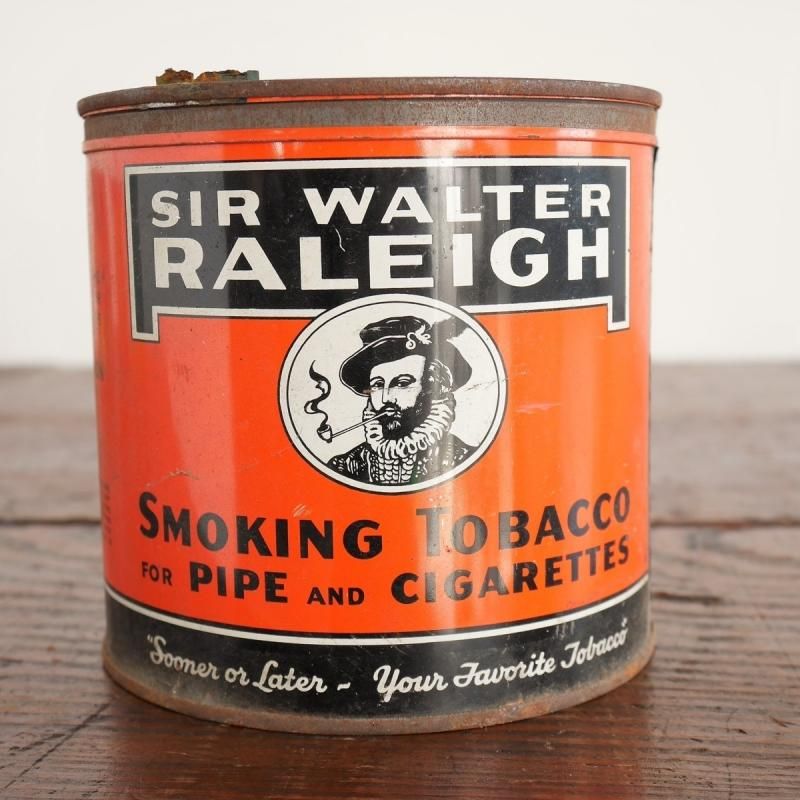 SIR WALTER
RALEIGH
SMOKING TOBACCO
FOR PIPE AND CIGARETTES
"Sooner or Later - Your Favorite Tobacco"